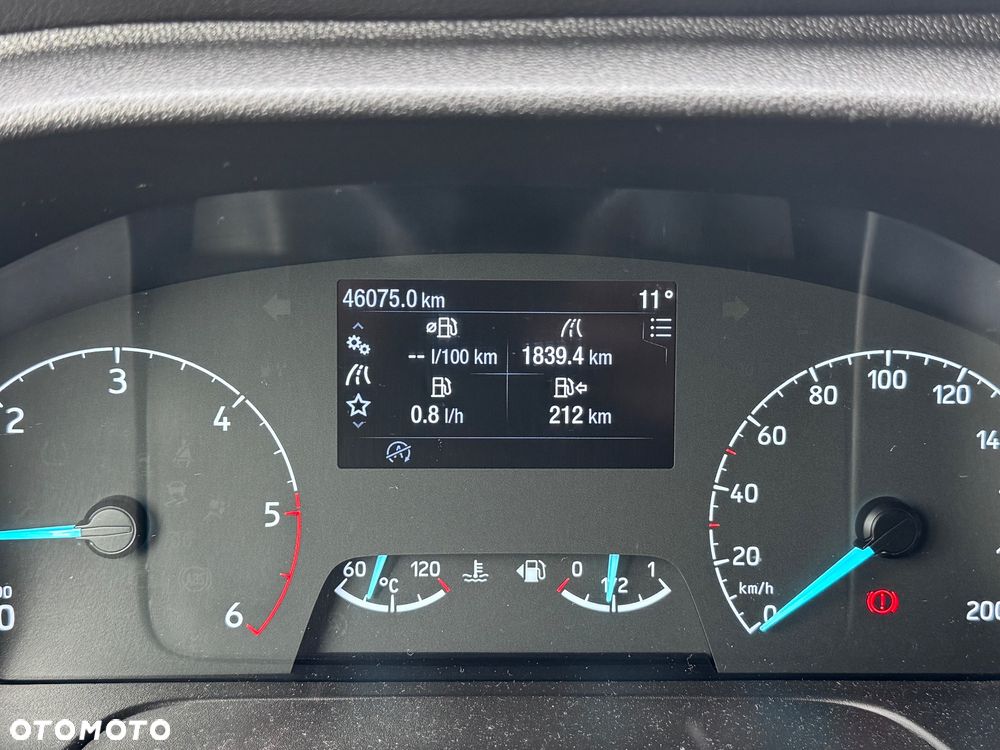 46075.0 km 11°
-- l/100 km 1839.4 km
0.8 l/h 212 km
2 3 4 5 6
60 °C 120
0 1/2 1
0 20 40 60 80 100 120
km/h
OTOMOTO